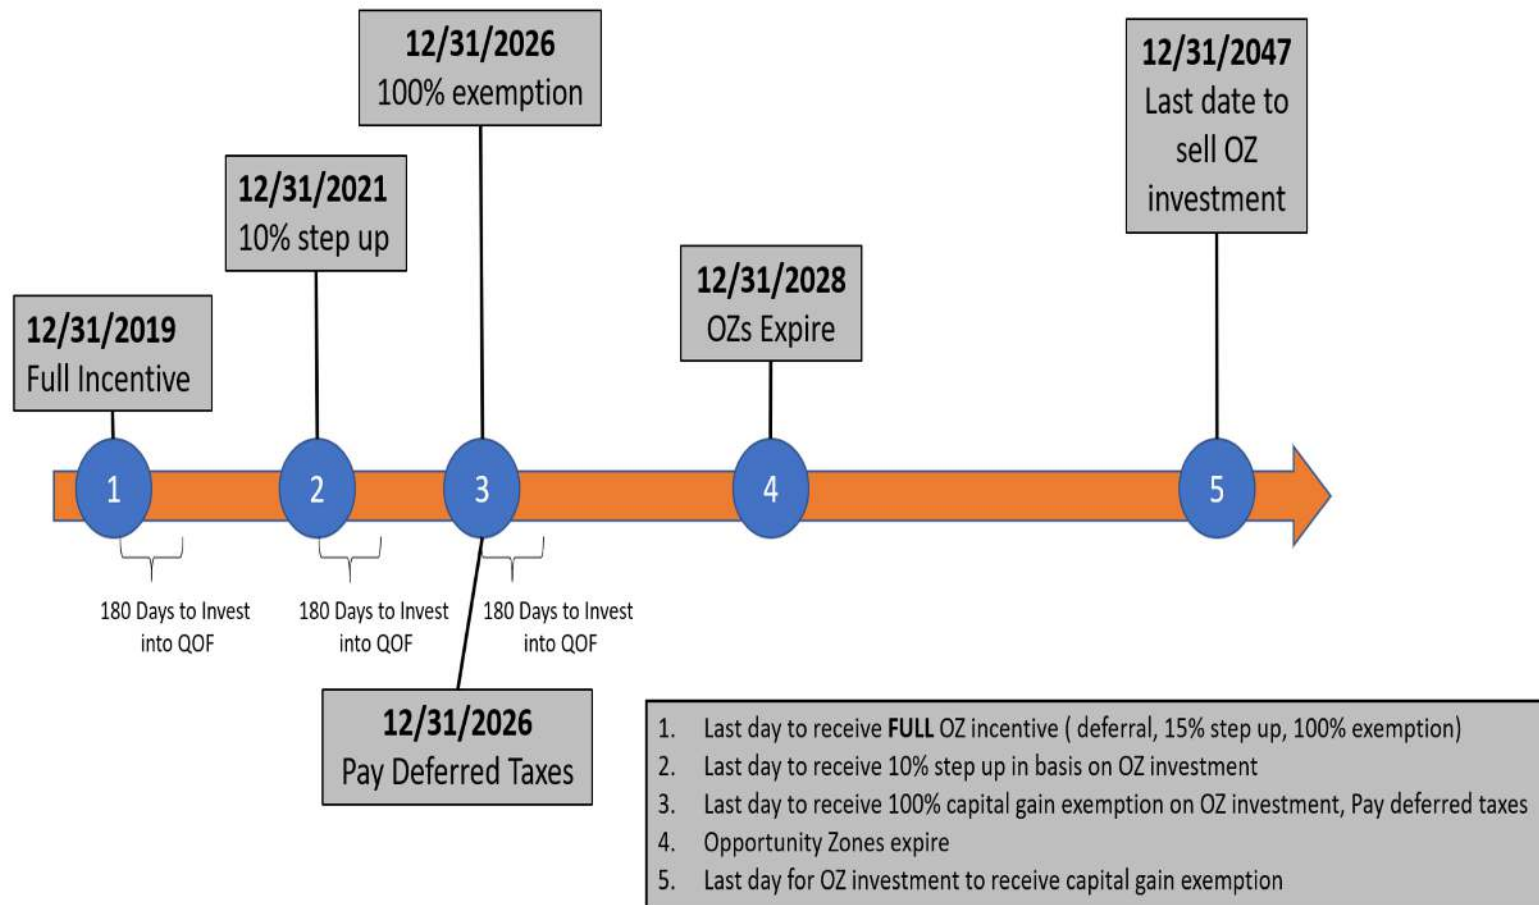 12/31/2026
100% exemption
12/31/2047
Last date to
sell OZ
investment
12/31/2021
10% step up
12/31/2028
OZs Expire
12/31/2019
Full Incentive
1
2
3
4
5
180 Days to Invest
into QOF
180 Days to Invest
into QOF
180 Days to Invest
into QOF
12/31/2026
Pay Deferred Taxes
1. Last day to receive FULL OZ incentive ( deferral, 15% step up, 100% exemption)
2. Last day to receive 10% step up in basis on OZ investment
3. Last day to receive 100% capital gain exemption on OZ investment, Pay deferred taxes
4. Opportunity Zones expire
5. Last day for OZ investment to receive capital gain exemption